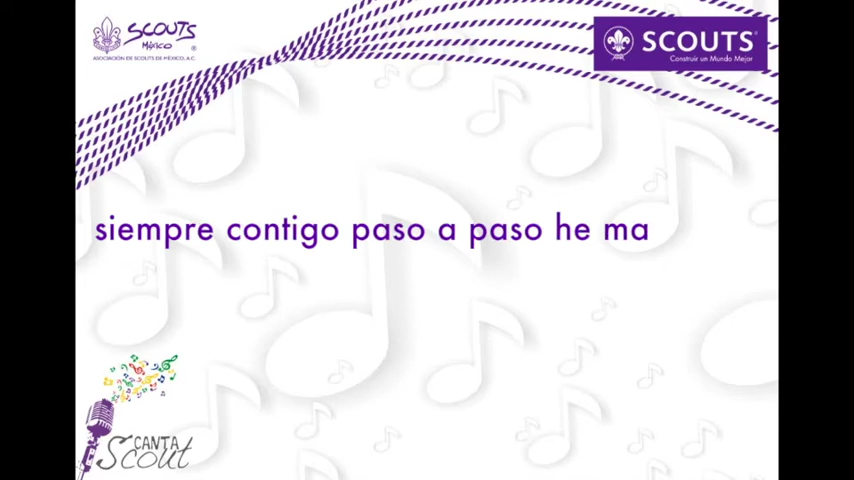 SCOUTS
MÉXICO
ASOCIACIÓN DE SCOUTS DE MÉXICO, A.C.
SCOUTS
Construir un Mundo Mejor
siempre contigo paso a paso he ma
CANTA
Scout